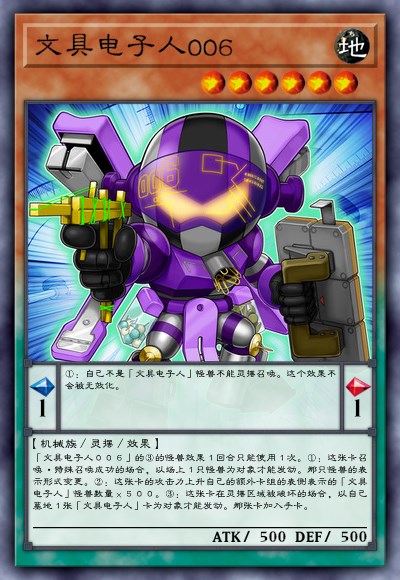 文具电子人006
地
006
①：自己不是「文具电子人」怪兽不能灵摆召唤。这个效果不
会被无效化。
1
1
【机械族／灵摆／效果】
「文具电子人００６」的③的怪兽效果１回合只能使用１次。①：这张卡召
唤·特殊召唤成功的场合，以场上１只怪兽为对象才能发动。那只怪兽的表
示形式变更。②：这张卡的攻击力上升自己的额外卡组的表侧表示的「文具
电子人」怪兽数量×５００。③：这张卡在灵摆区域被破坏的场合，以自己
墓地１张「文具电子人」卡为对象才能发动。那张卡加入手卡。
ATK/ 500 DEF/ 500